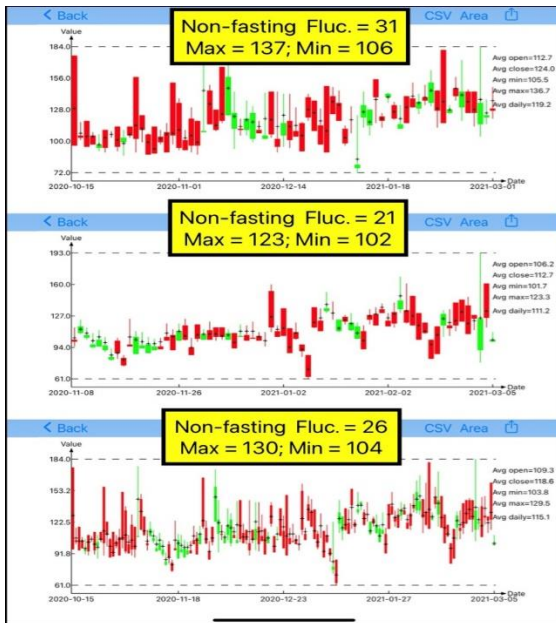 Non-fasting Fluc. = 31
Max = 137; Min = 106
< Back
CSV Area
Value
184.0
156.0
128.0
100.0
72.0
Avg open=112.7
Avg close=124.0
Avg min=105.5
Avg max=136.7
Avg daily=119.2
2020-10-15
2020-11-01
2020-12-14
2021-01-18
2021-03-01
Date
Non-fasting Fluc. = 21
Max = 123; Min = 102
< Back
CSV Area
Value
193.0
160.0
127.0
94.0
61.0
Avg open=106.2
Avg close=112.7
Avg min=101.7
Avg max=123.3
Avg daily=111.2
2020-11-08
2020-11-26
2021-01-02
2021-02-02
2021-03-05
Date
Non-fasting Fluc. = 26
Max = 130; Min = 104
< Back
CSV Area
Value
184.0
153.2
122.5
91.8
61.0
Avg open=109.3
Avg close=118.6
Avg min=103.8
Avg max=129.5
Avg daily=115.1
2020-10-15
2020-11-18
2020-12-23
2021-01-27
2021-03-05
Date